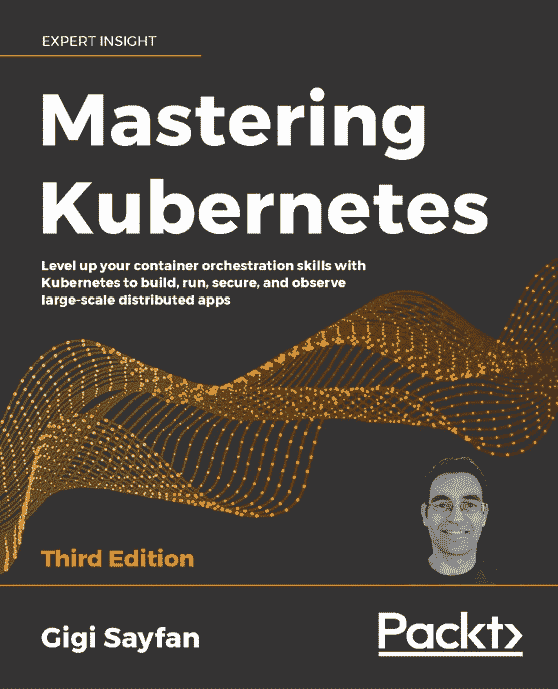 EXPERT INSIGHT
Mastering
Kubernetes
Level up your container orchestration skills with
Kubernetes to build, run, secure, and observe
large-scale distributed apps
Third Edition
Gigi Sayfan
Packt>